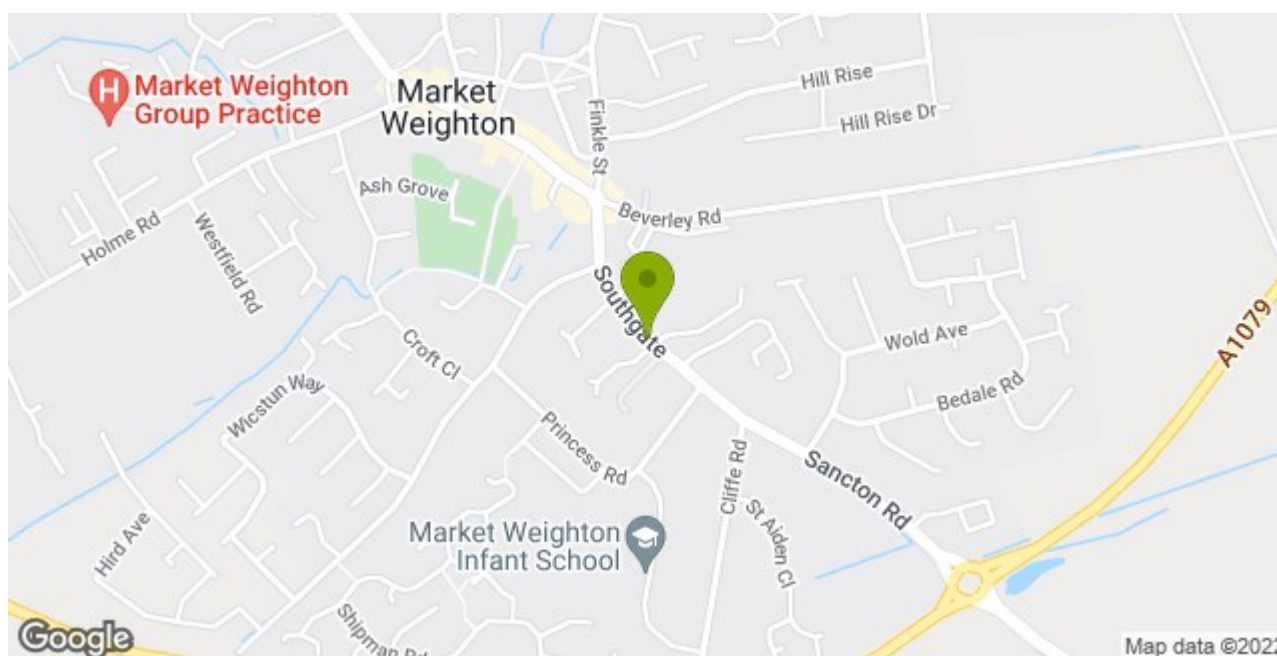 Market Weighton
Group Practice
Market
Weighton
Finkle St
Hill Rise
Hill Rise Dr
Ash Grove
Beverley Rd
Holme Rd
Westfield Rd
Southgate
A1079
Wold Ave
Croft Cl
Bedale Rd
Wicstun Way
Princess Rd
Cliffe Rd
Sancton Rd
St Aiden Cl
Hird Ave
Market Weighton
Infant School
Shipman Rd
Google
Map data ©2022